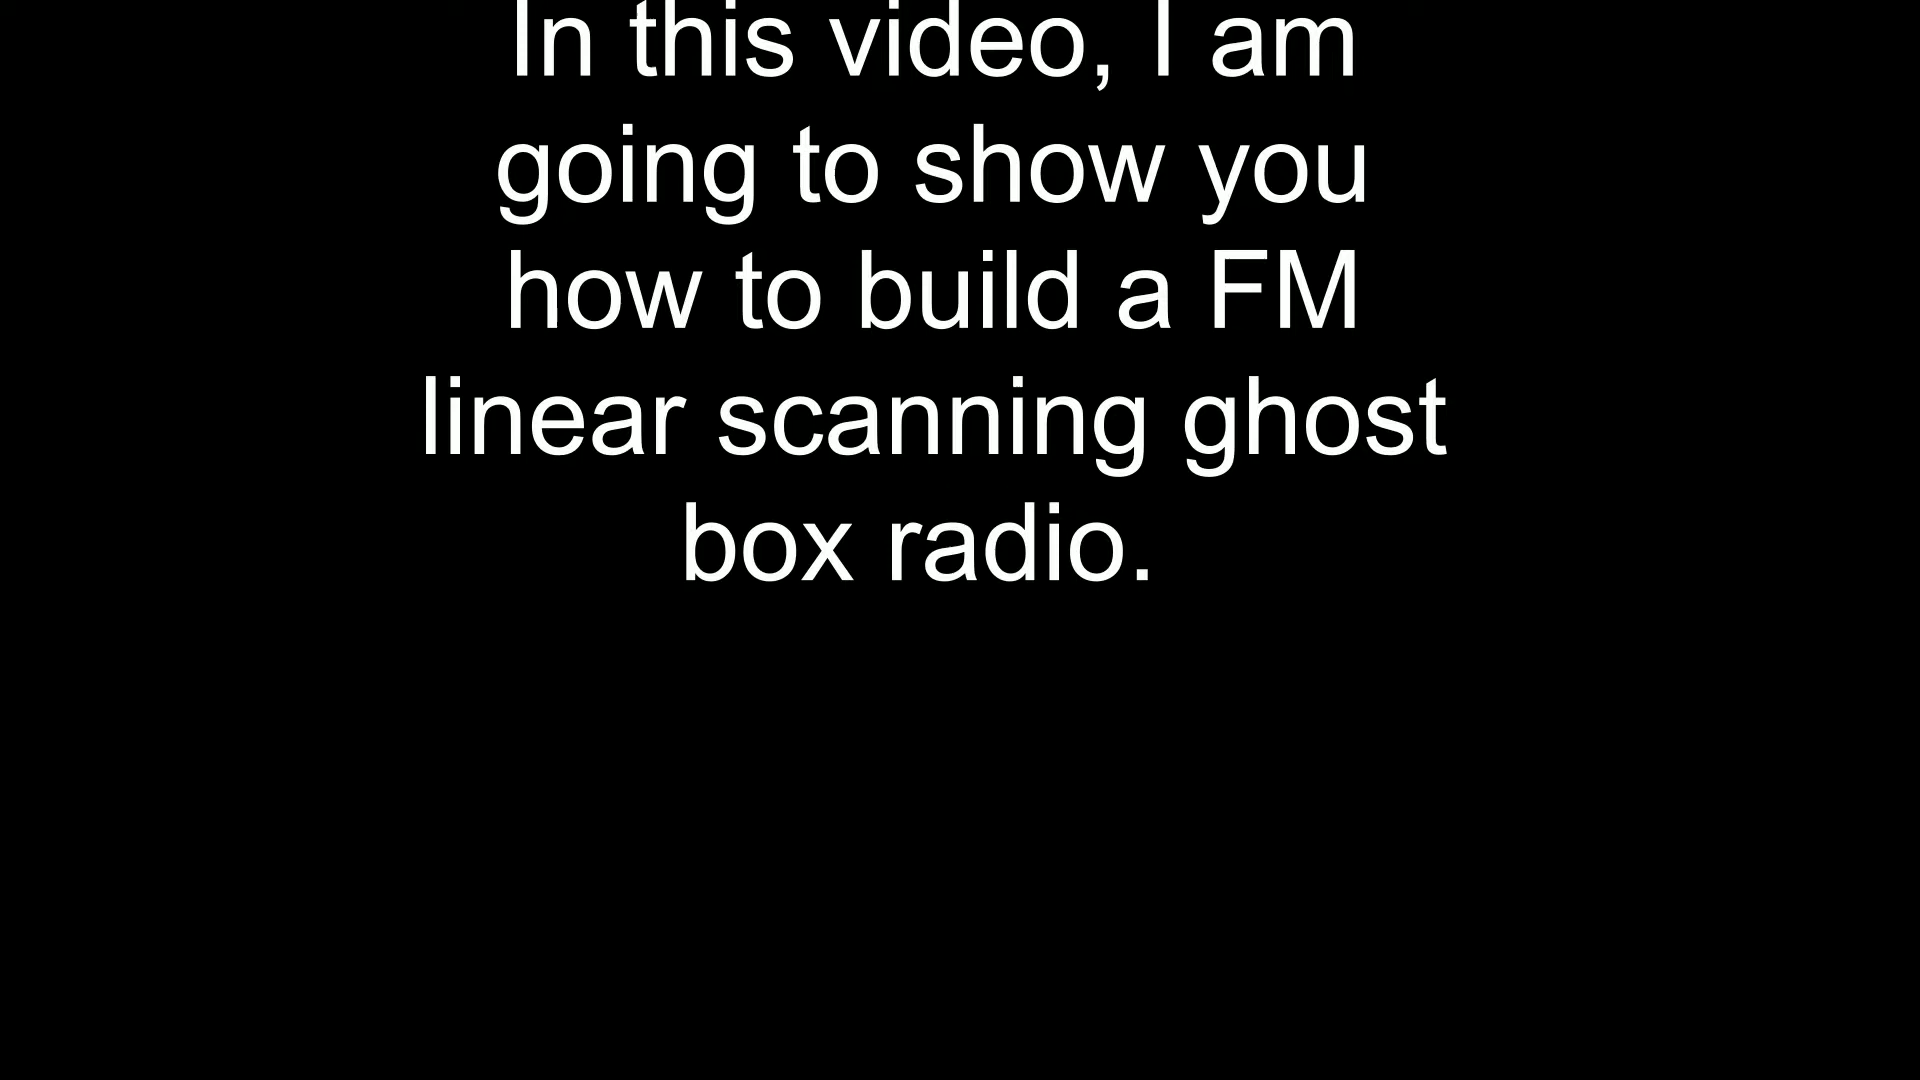 In this video, I am
going to show you
how to build a FM
linear scanning ghost
box radio.